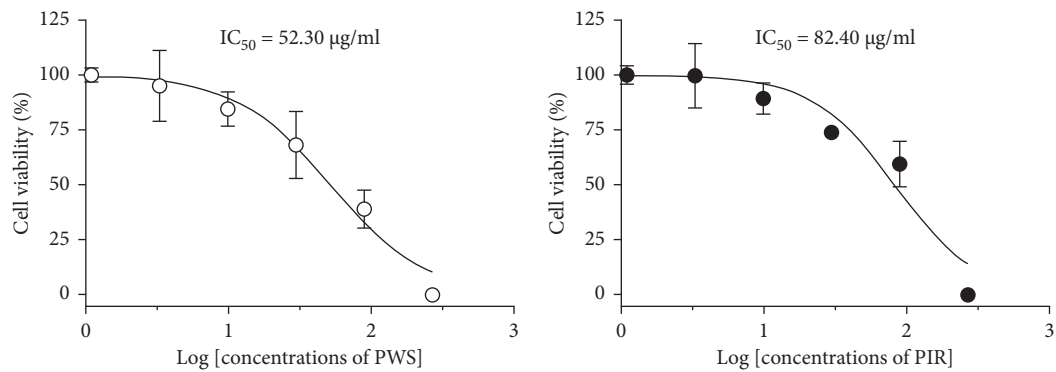 125
100
75
50
25
0
Cell viability (%)
IC50 = 52.30 µg/ml
0 1 2 3
Log [concentrations of PWS]
125
100
75
50
25
0
Cell viability (%)
IC50 = 82.40 µg/ml
0 1 2 3
Log [concentrations of PIR]